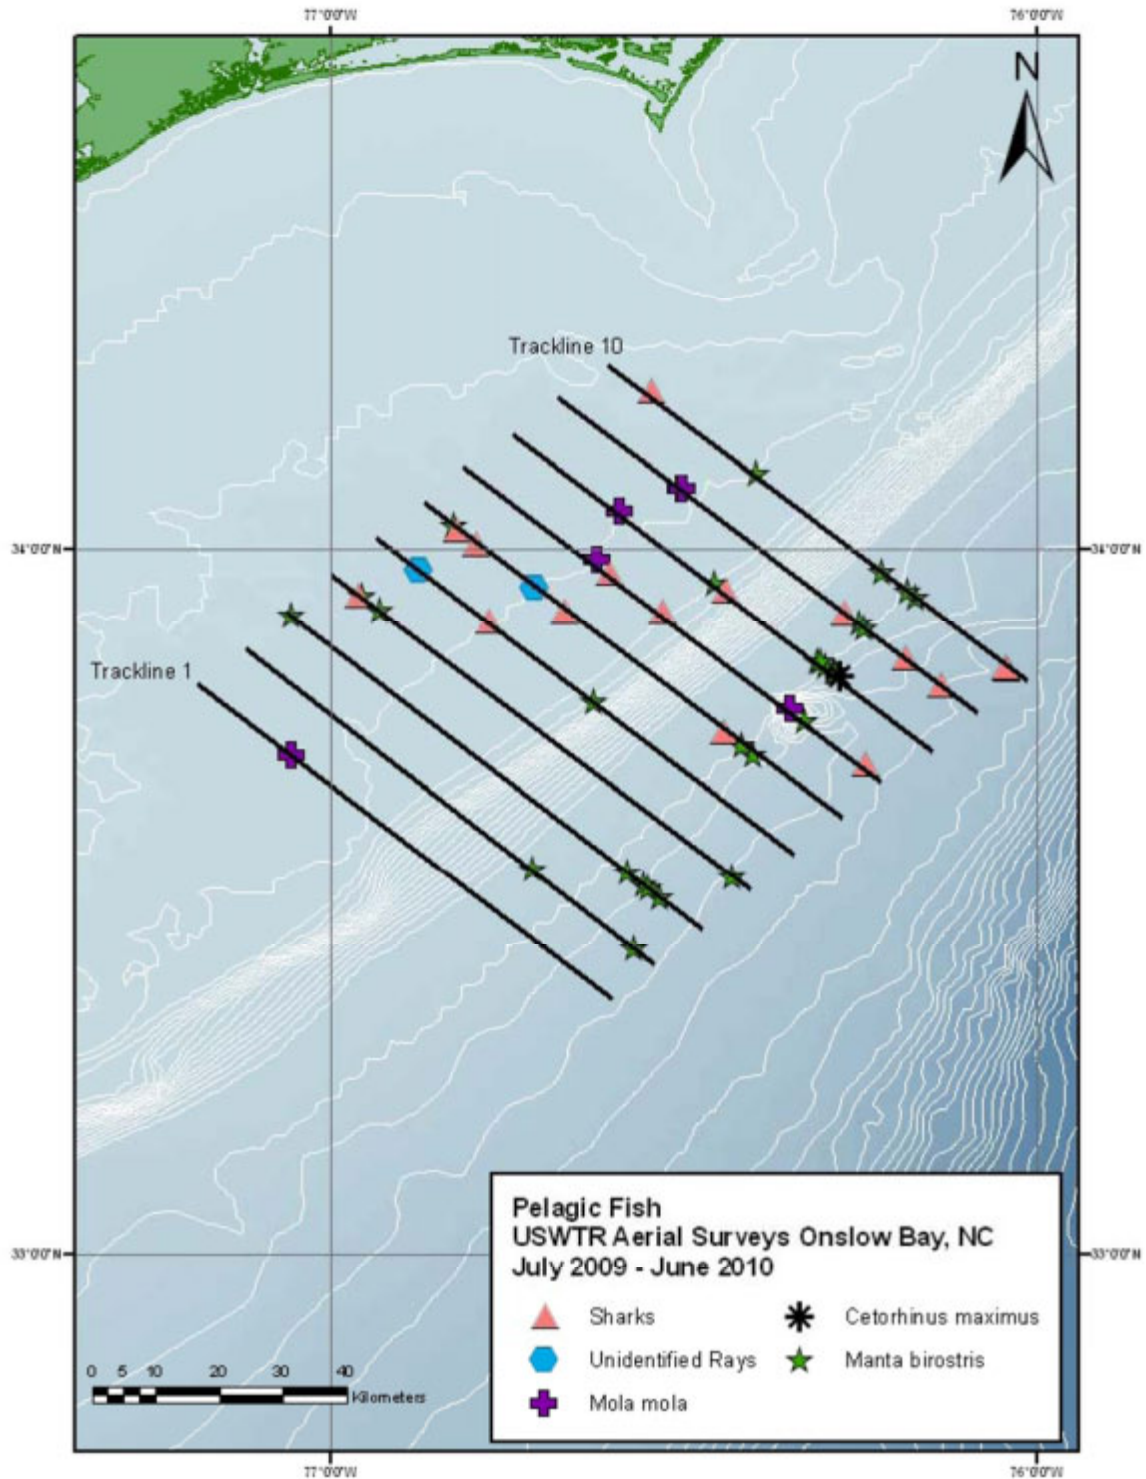 77°0'0"W 76°0'0"W
N
Trackline 10
34°0'0"N 34°0'0"N
Trackline 1
33°0'0"N 33°0'0"N
Pelagic Fish
USWTR Aerial Surveys Onslow Bay, NC
July 2009 - June 2010
Sharks Cetorhinus maximus
Unidentified Rays Manta birostris
Mola mola
0 5 10 20 30 40
Kilometers
77°0'0"W 76°0'0"W